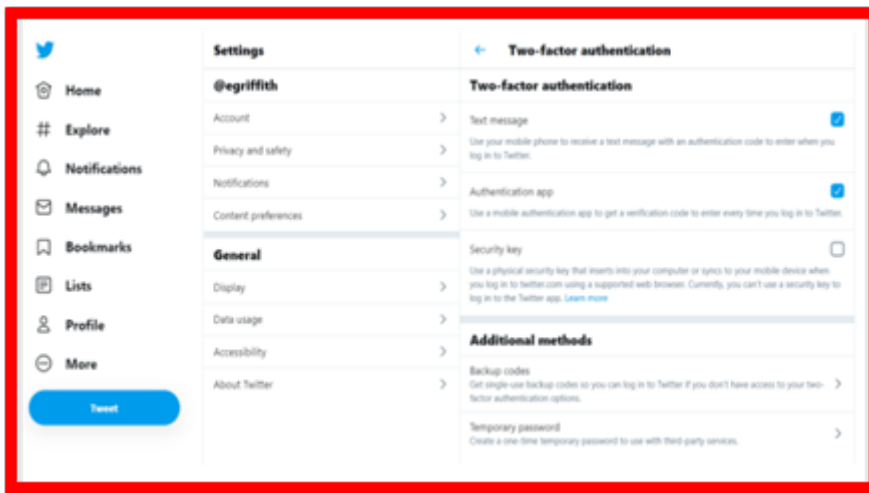 Home
Explore
Notifications
Messages
Bookmarks
Lists
Profile
More
Tweet
Settings
@egriffith
Account
Privacy and safety
Notifications
Content preferences
General
Display
Data usage
Accessibility
About Twitter
Two-factor authentication
Two-factor authentication
Text message
Use your mobile phone to receive a text message with an authentication code to enter when you
log in to Twitter.
Authentication app
Use a mobile authentication app to get a verification code to enter every time you log in to Twitter.
Security key
Use a physical security key that inserts into your computer or syncs to your mobile device when
you log in to twitter.com using a supported web browser. Currently, you can't use a security key to
log in to the Twitter app. Learn more
Additional methods
Backup codes
Get single-use backup codes so you can log in to Twitter if you don't have access to your two-
factor authentication options.
Temporary password
Create a one-time temporary password to use with third-party services.